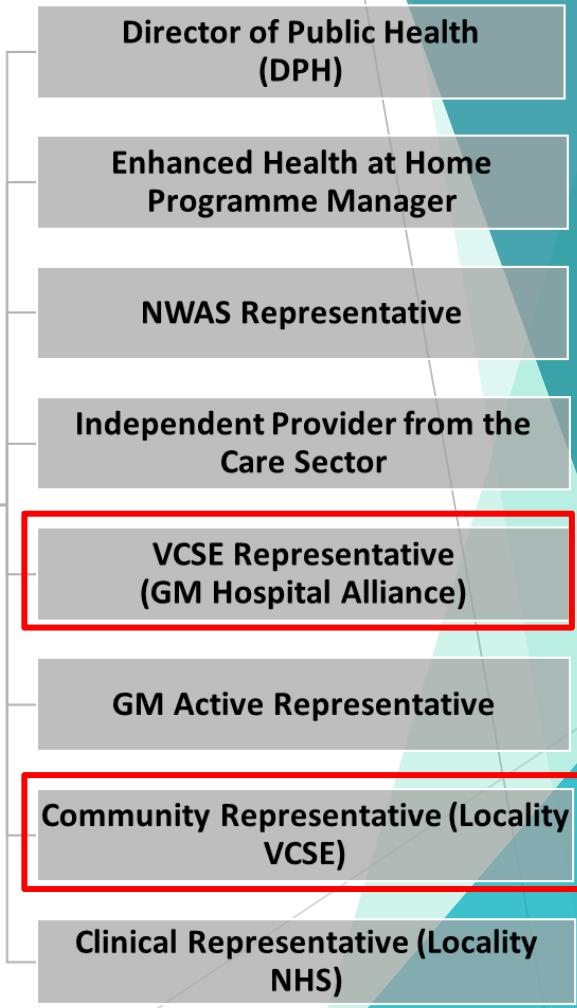 Director of Public Health
(DPH)
Enhanced Health at Home
Programme Manager
NWAS Representative
Independent Provider from the
Care Sector
VCSE Representative
(GM Hospital Alliance)
GM Active Representative
Community Representative (Locality
VCSE)
Clinical Representative (Locality
NHS)